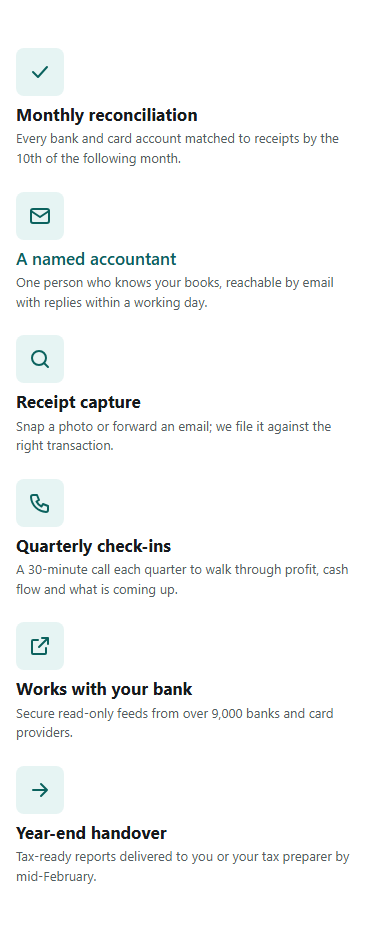 Monthly reconciliation
Every bank and card account matched to receipts by the
10th of the following month.
A named accountant
One person who knows your books, reachable by email
with replies within a working day.
Receipt capture
Snap a photo or forward an email; we file it against the
right transaction.
Quarterly check-ins
A 30-minute call each quarter to walk through profit, cash
flow and what is coming up.
Works with your bank
Secure read-only feeds from over 9,000 banks and card
providers.
Year-end handover
Tax-ready reports delivered to you or your tax preparer by
mid-February.